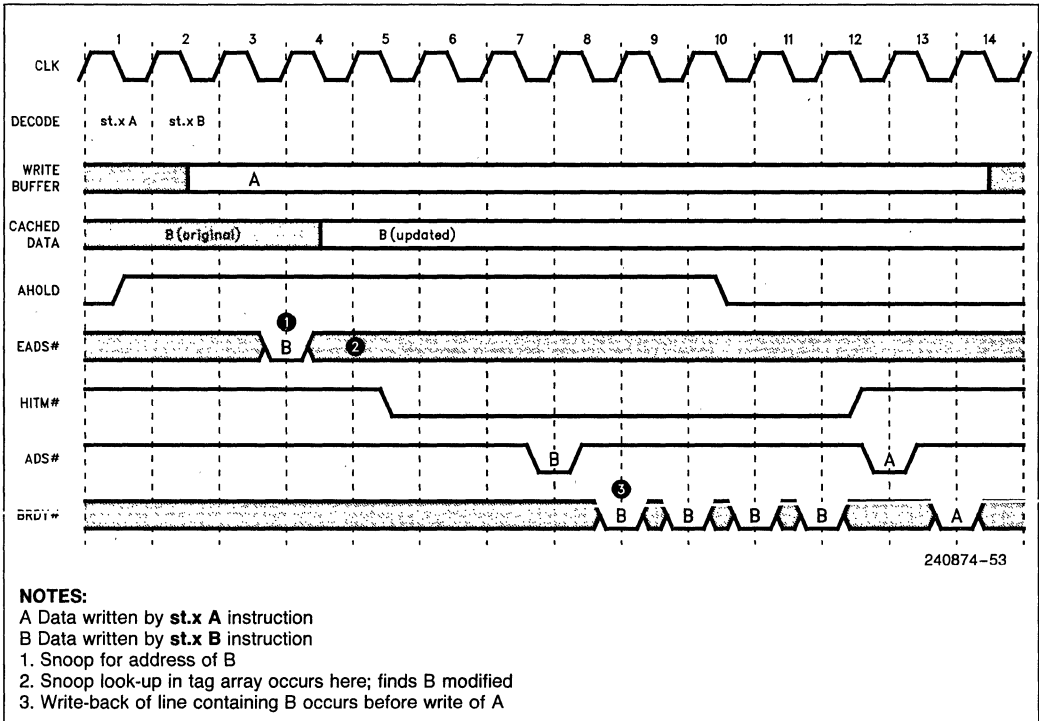 1 2 3 4 5 6 7 8 9 10 11 12 13 14
CLK
DECODE st.x A st.x B
WRITE BUFFER A
CACHED DATA B (original) B (updated)
AHOLD
1
EADS# B 2
HITM#
ADS# B A
3
BRDY# B B B B A
240874-53
NOTES:
A Data written by st.x A instruction
B Data written by st.x B instruction
1. Snoop for address of B
2. Snoop look-up in tag array occurs here; finds B modified
3. Write-back of line containing B occurs before write of A